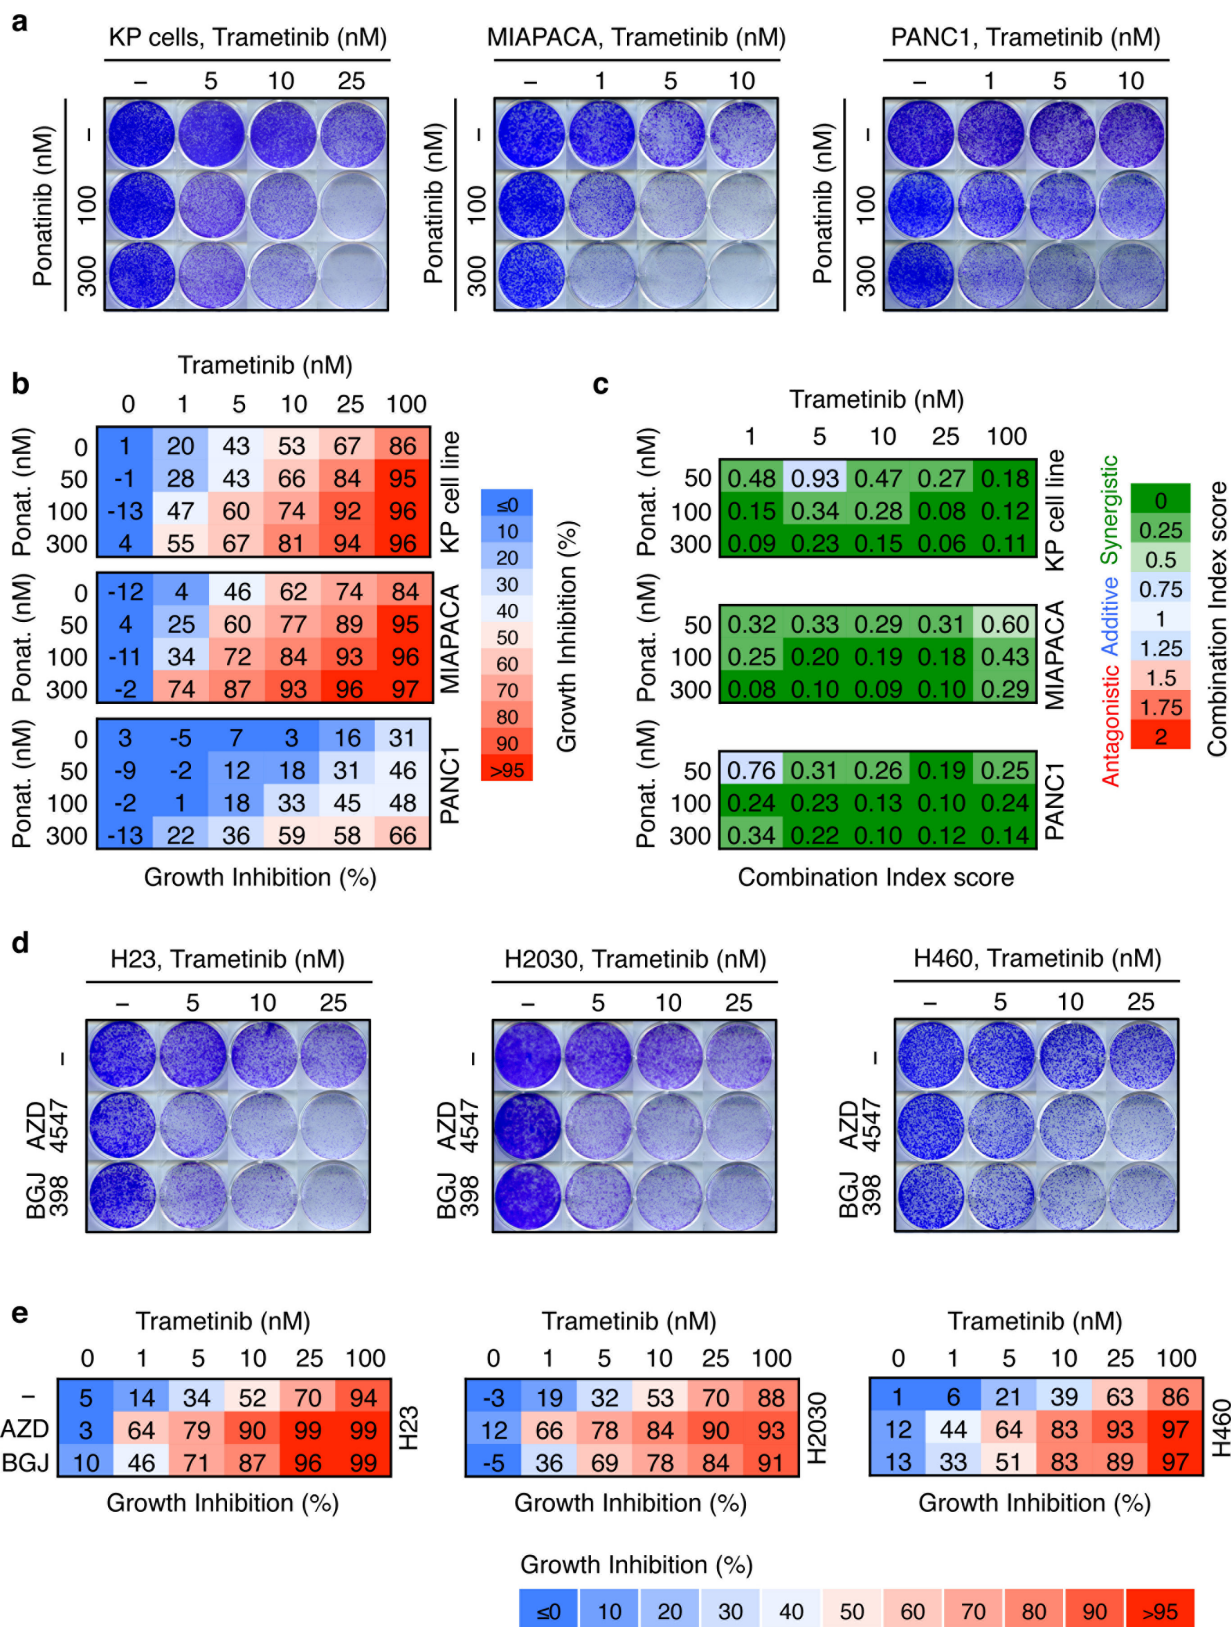 a
KP cells, Trametinib (nM)
– 5 10 25
Ponatinib (nM)
–
100
300
MIAPACA, Trametinib (nM)
– 1 5 10
Ponatinib (nM)
–
100
300
PANC1, Trametinib (nM)
– 1 5 10
Ponatinib (nM)
–
100
300
b
Trametinib (nM)
0 1 5 10 25 100
Ponat. (nM)
0 1 20 43 53 67 86
50 -1 28 43 66 84 95
100 -13 47 60 74 92 96
300 4 55 67 81 94 96
KP cell line
Ponat. (nM)
0 -12 4 46 62 74 84
50 4 25 60 77 89 95
100 -11 34 72 84 93 96
300 -2 74 87 93 96 97
MIAPACA
Ponat. (nM)
0 3 -5 7 3 16 31
50 -9 -2 12 18 31 46
100 -2 1 18 33 45 48
300 -13 22 36 59 58 66
PANC1
Growth Inhibition (%)
≤0
10
20
30
40
50
60
70
80
90
>95
Growth Inhibition (%)
c
Trametinib (nM)
1 5 10 25 100
Ponat. (nM)
50 0.48 0.93 0.47 0.27 0.18
100 0.15 0.34 0.28 0.08 0.12
300 0.09 0.23 0.15 0.06 0.11
KP cell line
Ponat. (nM)
50 0.32 0.33 0.29 0.31 0.60
100 0.25 0.20 0.19 0.18 0.43
300 0.08 0.10 0.09 0.10 0.29
MIAPACA
Ponat. (nM)
50 0.76 0.31 0.26 0.19 0.25
100 0.24 0.23 0.13 0.10 0.24
300 0.34 0.22 0.10 0.12 0.14
PANC1
Combination Index score
Antagonistic Additive Synergistic
0
0.25
0.5
0.75
1
1.25
1.5
1.75
2
Combination Index score
d
H23, Trametinib (nM)
– 5 10 25
–
AZD
4547
BGJ
398
H2030, Trametinib (nM)
– 5 10 25
–
AZD
4547
BGJ
398
H460, Trametinib (nM)
– 5 10 25
–
AZD
4547
BGJ
398
e
Trametinib (nM)
0 1 5 10 25 100
– 5 14 34 52 70 94
AZD 3 64 79 90 99 99
BGJ 10 46 71 87 96 99
H23
Growth Inhibition (%)
Trametinib (nM)
0 1 5 10 25 100
-3 19 32 53 70 88
12 66 78 84 90 93
-5 36 69 78 84 91
H2030
Growth Inhibition (%)
Trametinib (nM)
0 1 5 10 25 100
1 6 21 39 63 86
12 44 64 83 93 97
13 33 51 83 89 97
H460
Growth Inhibition (%)
Growth Inhibition (%)
≤0 10 20 30 40 50 60 70 80 90 >95